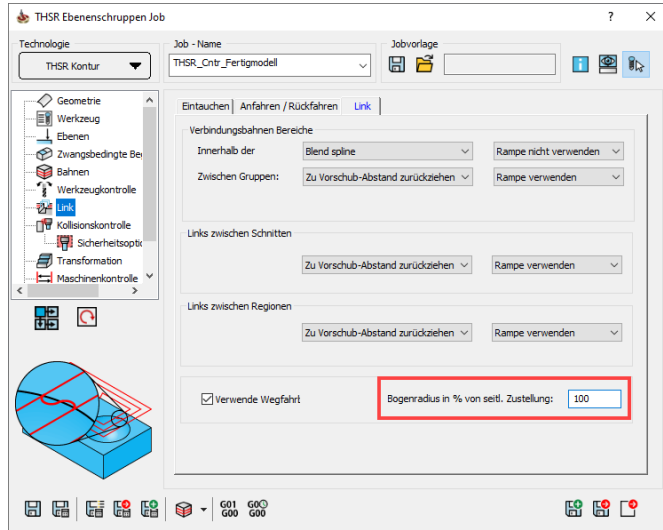 THSR Ebenenschruppen Job
Technologie
THSR Kontur
Job - Name
THSR_Cntr_Fertigmodell
Jobvorlage
Geometrie
Werkzeug
Ebenen
Zwangsbedingte Be
Bahnen
Werkzeugkontrolle
Link
Kollisionskontrolle
Sicherheitsoptic
Transformation
Maschinenkontrolle
Eintauchen Anfahren / Rückfahren Link
Verbindungsbahnen Bereiche
Innerhalb der Blend spline Rampe nicht verwenden
Zwischen Gruppen: Zu Vorschub-Abstand zurückziehen Rampe verwenden
Links zwischen Schnitten
Zu Vorschub-Abstand zurückziehen Rampe verwenden
Links zwischen Regionen
Zu Vorschub-Abstand zurückziehen Rampe verwenden
Verwende Wegfahrt Bogenradius in % von seitl. Zustellung: 100
G01 G00
G00 G00